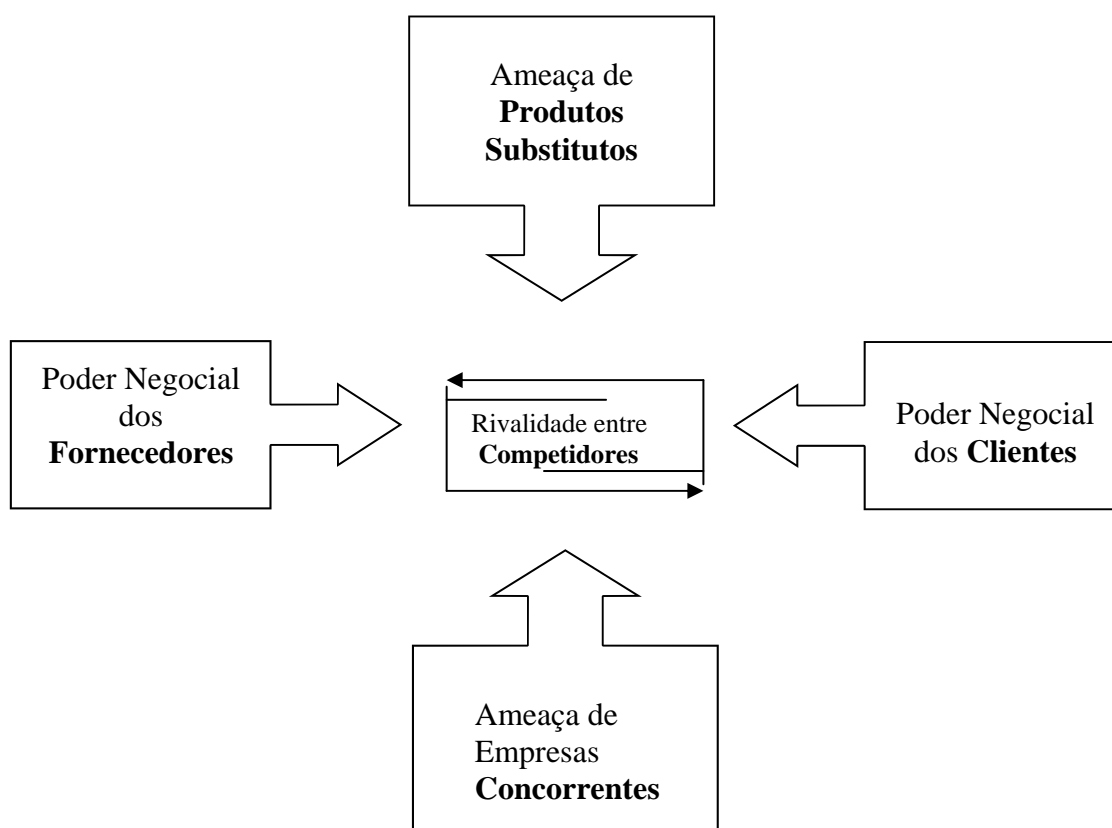 Ameaça de
Produtos
Substitutos
Poder Negocial
dos
Fornecedores
Rivalidade entre
Competidores
Poder Negocial
dos Clientes
Ameaça de
Empresas
Concorrentes